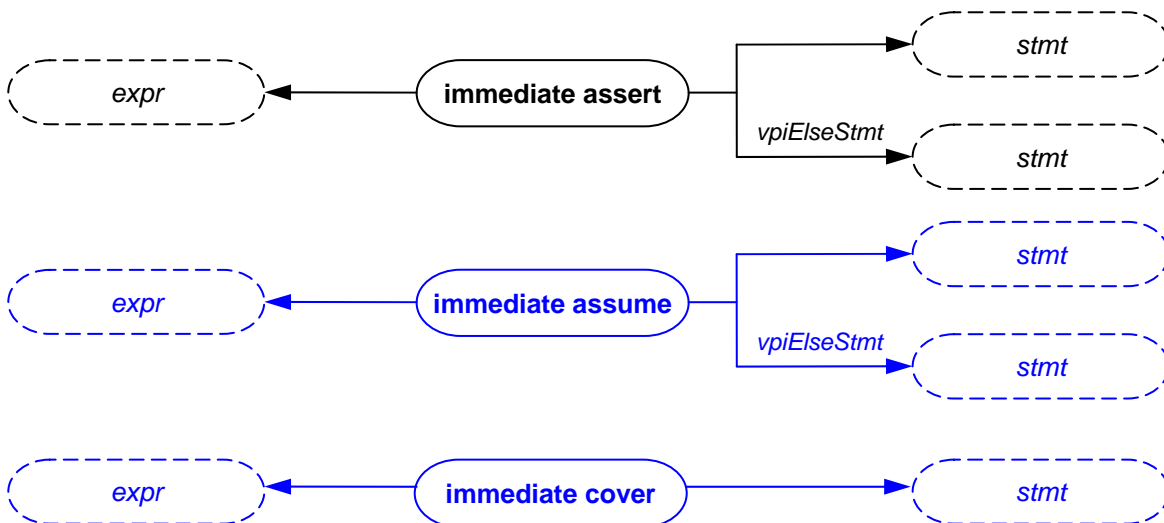 stmt
expr
immediate assert
vpiElseStmt
stmt
stmt
expr
immediate assume
vpiElseStmt
stmt
expr
immediate cover
stmt